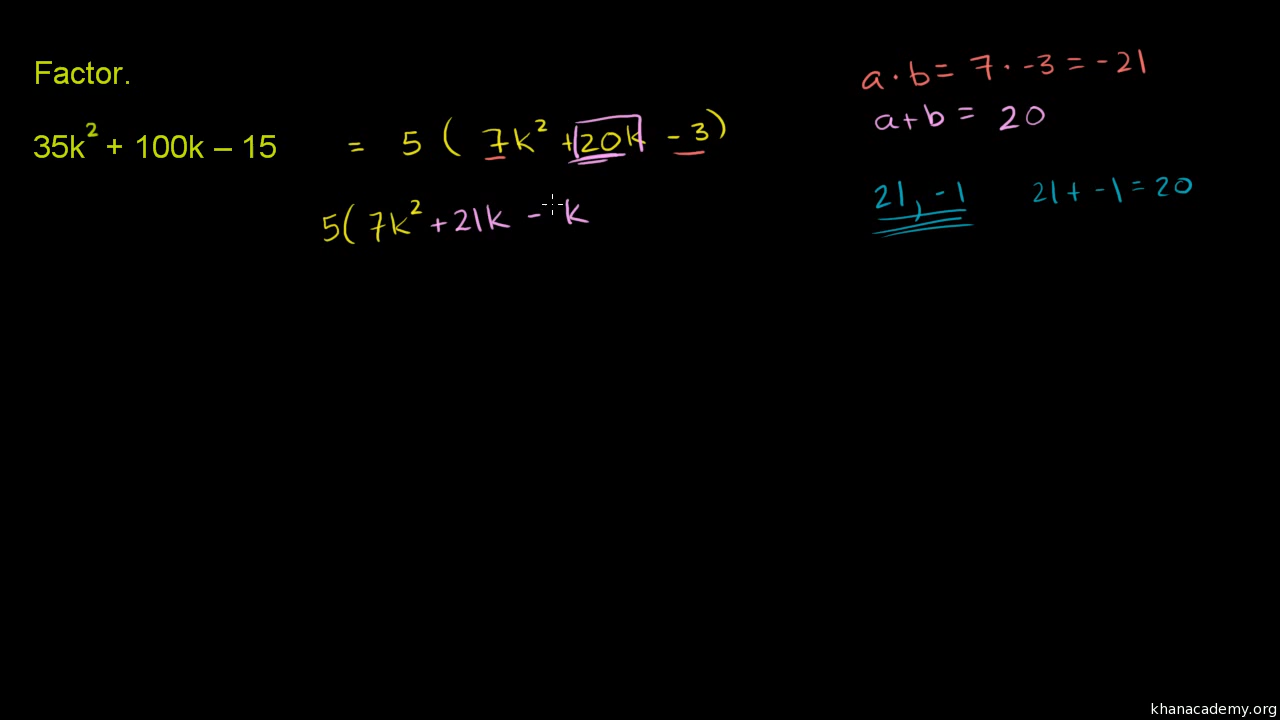 Factor.
35k² + 100k – 15 = 5 ( 7k² +20k - 3)
5( 7k² +21k - k
a · b = 7 · -3 = -21
a+b = 20
21, -1 21 + -1 = 20
khanacademy.org